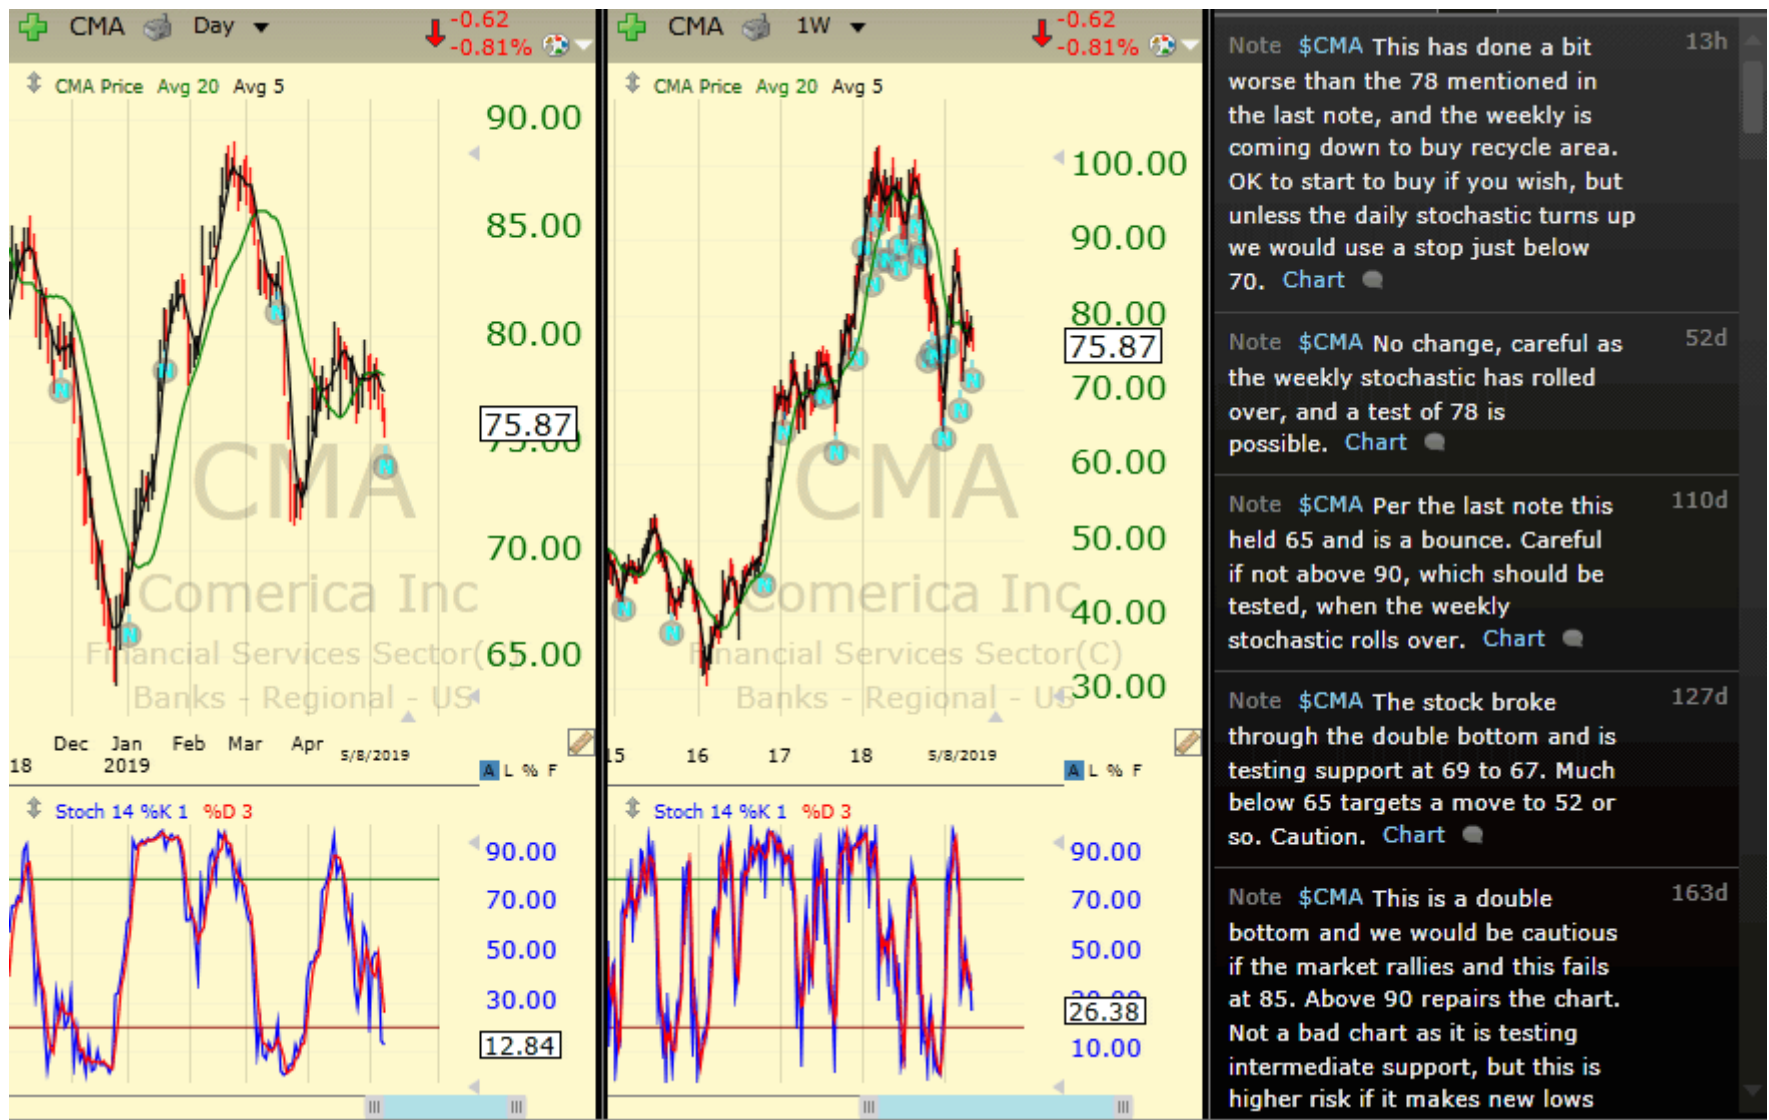 CMA Day -0.62
-0.81%
CMA Price Avg 20 Avg 5
90.00
85.00
80.00
75.87
75.00
70.00
65.00
CMA
Comerica Inc
Financial Services Sector(C)
Banks - Regional - US
Dec Jan Feb Mar Apr 5/8/2019
18 2019
A L % F
Stoch 14 %K 1 %D 3
90.00
70.00
50.00
30.00
12.84
CMA 1W -0.62
-0.81%
CMA Price Avg 20 Avg 5
100.00
90.00
80.00
75.87
70.00
60.00
50.00
40.00
30.00
CMA
Comerica Inc
Financial Services Sector(C)
Banks - Regional - US
15 16 17 18 5/8/2019
A L % F
Stoch 14 %K 1 %D 3
90.00
70.00
50.00
30.00
26.38
10.00
Note $CMA This has done a bit 13h
worse than the 78 mentioned in
the last note, and the weekly is
coming down to buy recycle area.
OK to start to buy if you wish, but
unless the daily stochastic turns up
we would use a stop just below
70. Chart
Note $CMA No change, careful as 52d
the weekly stochastic has rolled
over, and a test of 78 is
possible. Chart
Note $CMA Per the last note this 110d
held 65 and is a bounce. Careful
if not above 90, which should be
tested, when the weekly
stochastic rolls over. Chart
Note $CMA The stock broke 127d
through the double bottom and is
testing support at 69 to 67. Much
below 65 targets a move to 52 or
so. Caution. Chart
Note $CMA This is a double 163d
bottom and we would be cautious
if the market rallies and this fails
at 85. Above 90 repairs the chart.
Not a bad chart as it is testing
intermediate support, but this is
higher risk if it makes new lows